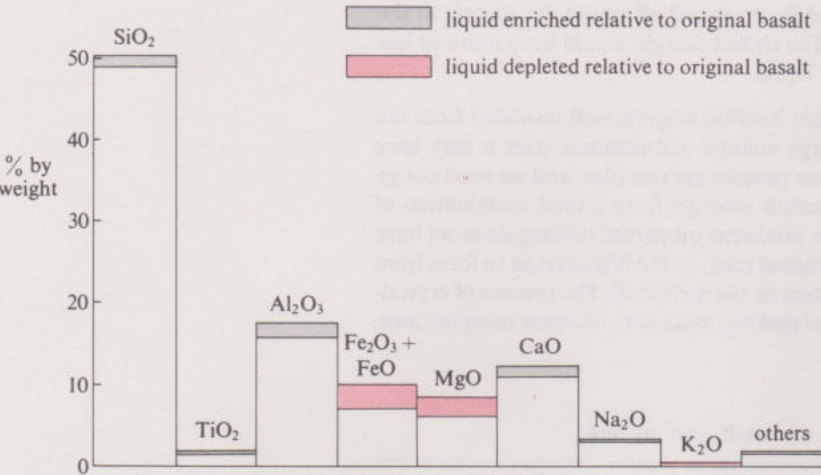 liquid enriched relative to original basalt
liquid depleted relative to original basalt
% by
weight
50
40
30
20
10
0
SiO₂
TiO₂
Al₂O₃
Fe₂O₃ +
FeO
MgO
CaO
Na₂O
K₂O
others